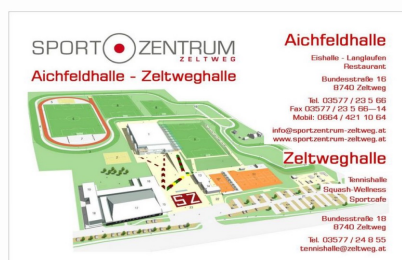 SPORT ZENTRUM
ZELTWEG
Aichfeldhalle - Zeltweghalle
SZ
Aichfeldhalle
Eishalle - Langlaufen
Restaurant
Bundesstraße 16
8740 Zeltweg
Tel. 03577 / 23 5 66
Fax 03577 / 23 5 66—14
Mobil: 0664 / 421 10 64
info@sportzentrum-zeltweg.at
www.sportzentrum-zeltweg.at
Zeltweghalle
Tennishalle
Squash-Wellness
Sportcafe
Bundesstraße 18
8740 Zeltweg
Tel. 03577 / 24 8 55
tennishalle@zeltweg.at